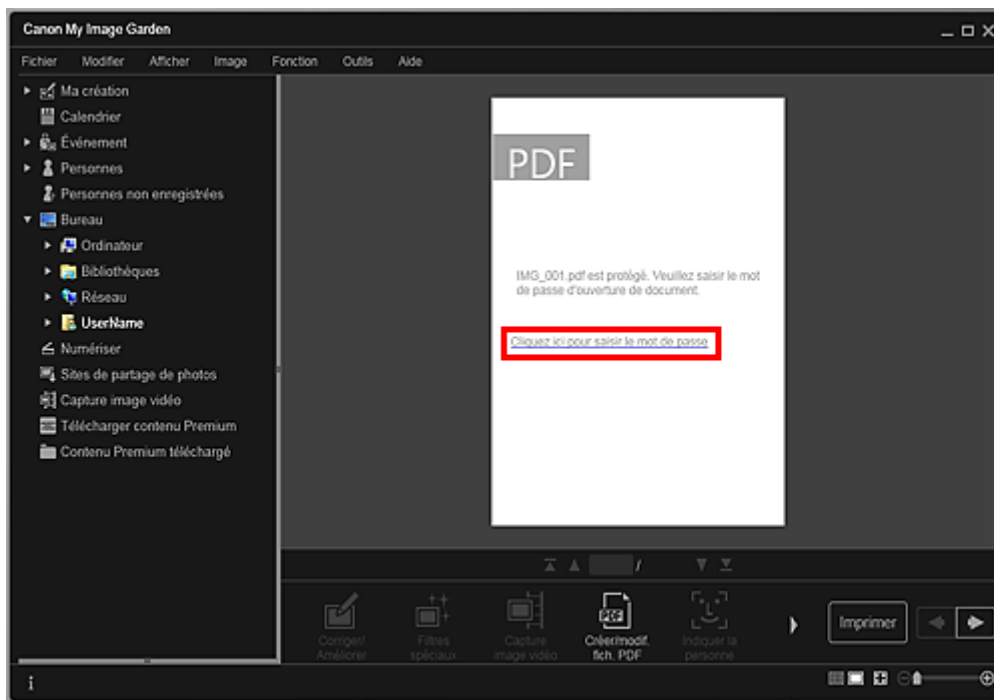 Canon My Image Garden
Fichier Modifier Afficher Image Fonction Outils Aide
Ma création
Calendrier
Événement
Personnes
Personnes non enregistrées
Bureau
Ordinateur
Bibliothèques
Réseau
UserName
Numériser
Sites de partage de photos
Capture image vidéo
Télécharger contenu Premium
Contenu Premium téléchargé
PDF
IMG_001.pdf est protégé. Veuillez saisir le mot
de passe d'ouverture de document.
Cliquez ici pour saisir le mot de passe
/
Corriger/
Améliorer
Filtres
spéciaux
Capture
image vidéo
PDF
Créer/modif.
fich. PDF
Indiquer la
personne
Imprimer